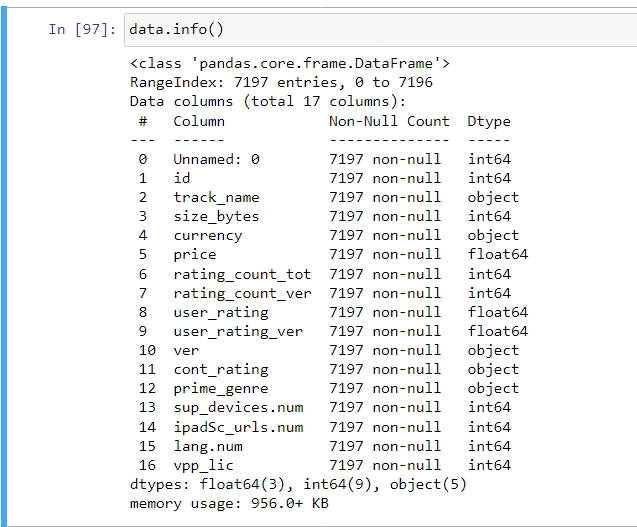 In [97]: data.info()
<class 'pandas.core.frame.DataFrame'>
RangeIndex: 7197 entries, 0 to 7196
Data columns (total 17 columns):
 #   Column            Non-Null Count  Dtype
---  ------            --------------  -----
 0   Unnamed: 0        7197 non-null   int64
 1   id                7197 non-null   int64
 2   track_name        7197 non-null   object
 3   size_bytes        7197 non-null   int64
 4   currency          7197 non-null   object
 5   price             7197 non-null   float64
 6   rating_count_tot  7197 non-null   int64
 7   rating_count_ver  7197 non-null   int64
 8   user_rating       7197 non-null   float64
 9   user_rating_ver   7197 non-null   float64
 10  ver               7197 non-null   object
 11  cont_rating       7197 non-null   object
 12  prime_genre       7197 non-null   object
 13  sup_devices.num   7197 non-null   int64
 14  ipadSc_urls.num   7197 non-null   int64
 15  lang.num          7197 non-null   int64
 16  vpp_lic           7197 non-null   int64
dtypes: float64(3), int64(9), object(5)
memory usage: 956.0+ KB